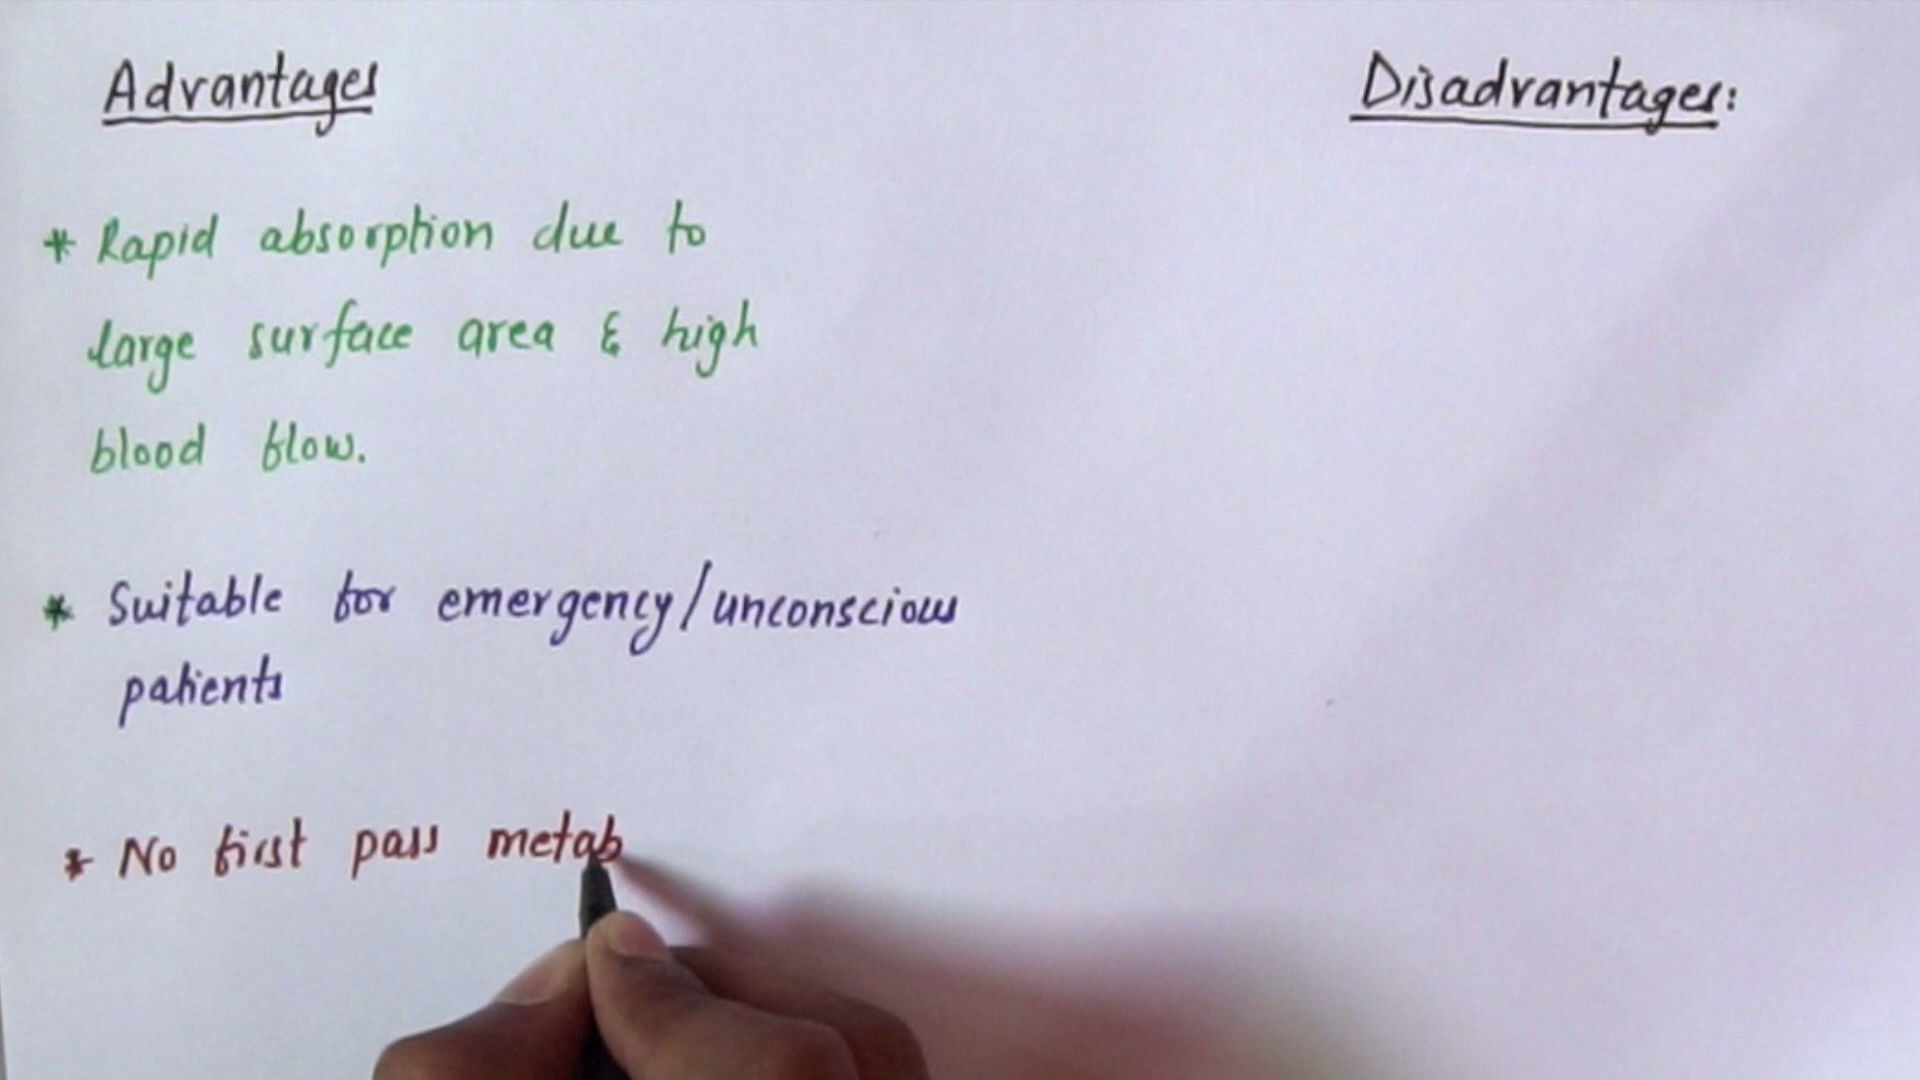 Advantages
Disadvantages:
* Rapid absorption due to
large surface area & high
blood flow.
* Suitable for emergency/unconscious
patients
* No first pass metab